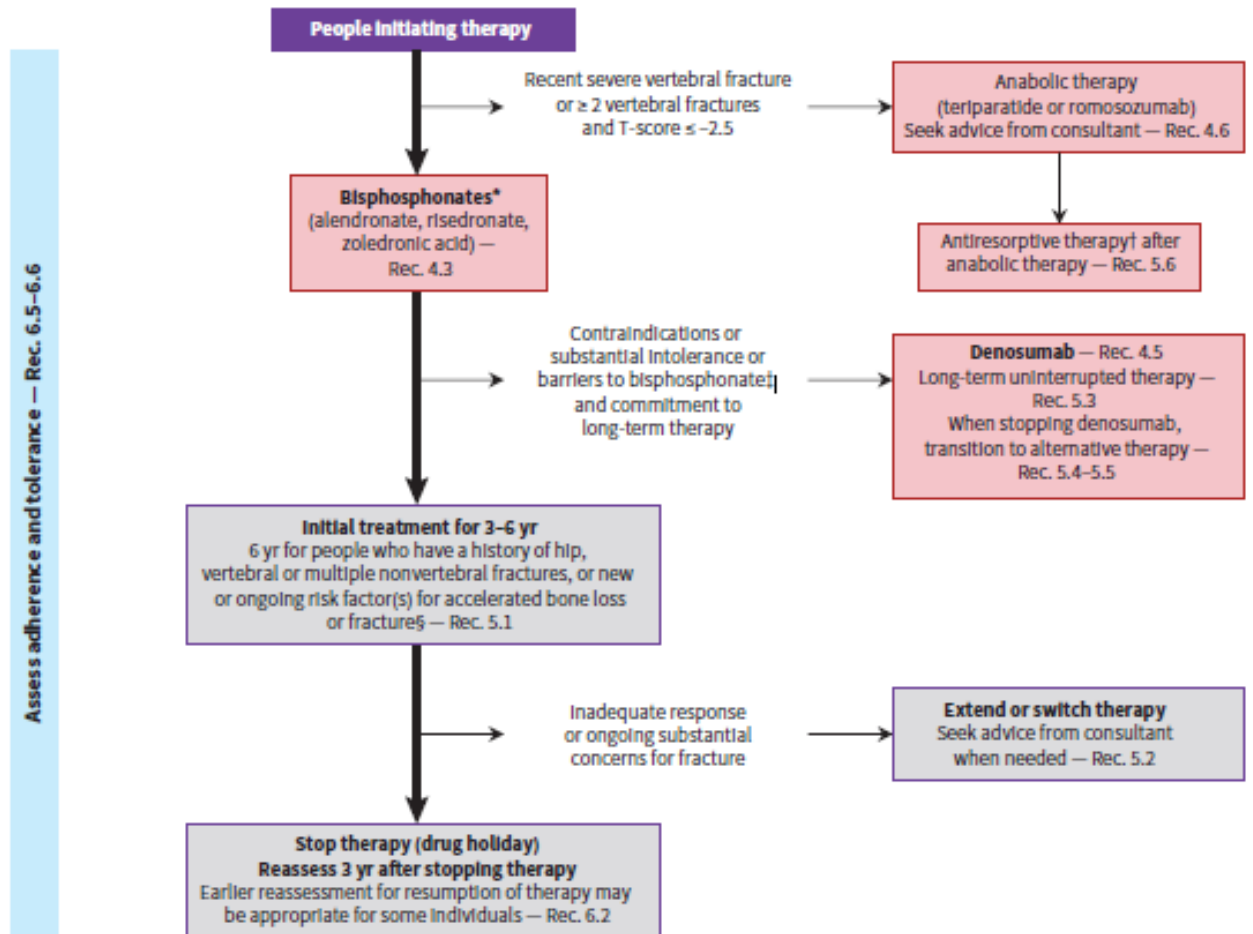 People initiating therapy
Recent severe vertebral fracture
or ≥ 2 vertebral fractures
and T-score ≤ –2.5
Anabolic therapy
(teriparatide or romosozumab)
Seek advice from consultant — Rec. 4.6
Bisphosphonates*
(alendronate, risedronate,
zoledronic acid) —
Rec. 4.3
Antiresorptive therapy† after
anabolic therapy — Rec. 5.6
Contraindications or
substantial intolerance or
barriers to bisphosphonate‡
and commitment to
long-term therapy
Denosumab — Rec. 4.5
Long-term uninterrupted therapy —
Rec. 5.3
When stopping denosumab,
transition to alternative therapy —
Rec. 5.4–5.5
Assess adherence and tolerance — Rec. 6.5–6.6
Initial treatment for 3–6 yr
6 yr for people who have a history of hip,
vertebral or multiple nonvertebral fractures, or new
or ongoing risk factor(s) for accelerated bone loss
or fracture§ — Rec. 5.1
Inadequate response
or ongoing substantial
concerns for fracture
Extend or switch therapy
Seek advice from consultant
when needed — Rec. 5.2
Stop therapy (drug holiday)
Reassess 3 yr after stopping therapy
Earlier reassessment for resumption of therapy may
be appropriate for some individuals — Rec. 6.2